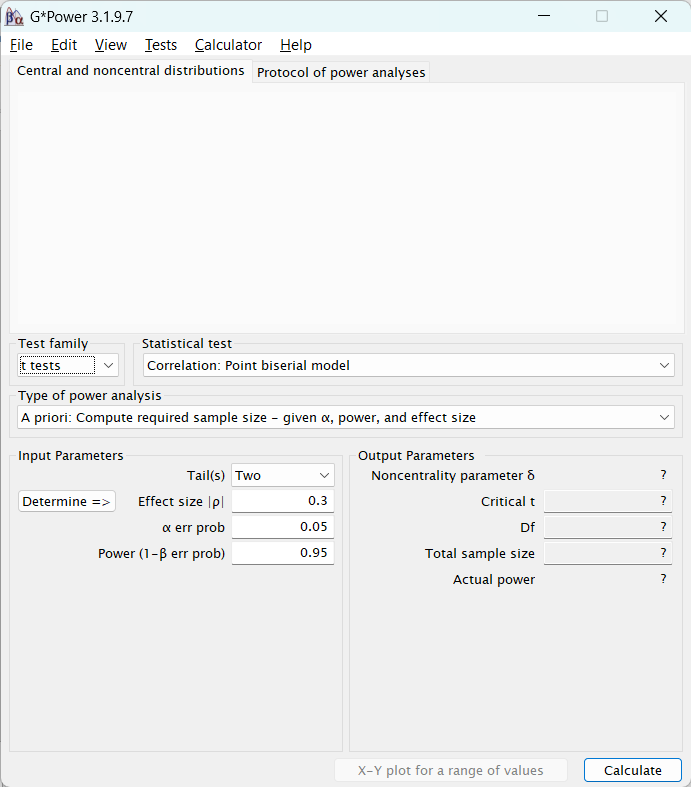 G*Power 3.1.9.7
File Edit View Tests Calculator Help
Central and noncentral distributions Protocol of power analyses
Test family Statistical test
t tests Correlation: Point biserial model
Type of power analysis
A priori: Compute required sample size – given α, power, and effect size
Input Parameters
Tail(s) Two
Determine => Effect size |ρ| 0.3
α err prob 0.05
Power (1–β err prob) 0.95
Output Parameters
Noncentrality parameter δ ?
Critical t ?
Df ?
Total sample size ?
Actual power ?
X–Y plot for a range of values Calculate